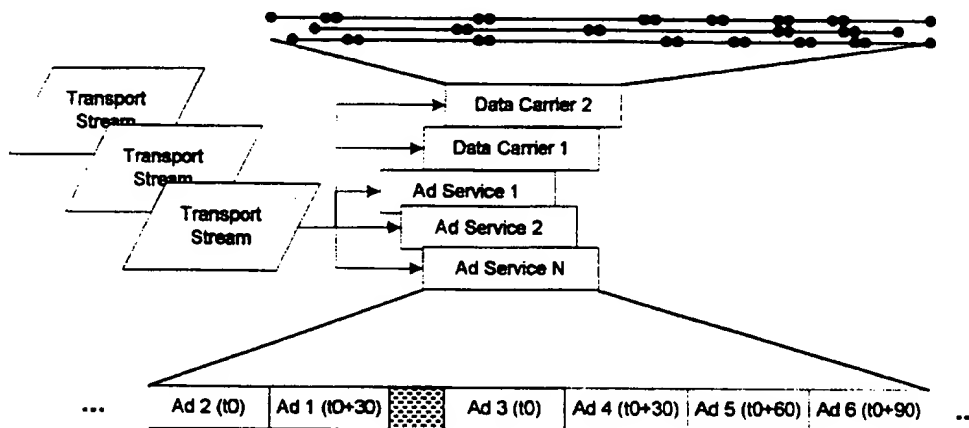 Transport
Stream
Transport
Stream
Transport
Stream
Data Carrier 2
Data Carrier 1
Ad Service 1
Ad Service 2
Ad Service N
... Ad 2 (t0) Ad 1 (t0+30) Ad 3 (t0) Ad 4 (t0+30) Ad 5 (t0+60) Ad 6 (t0+90) ..